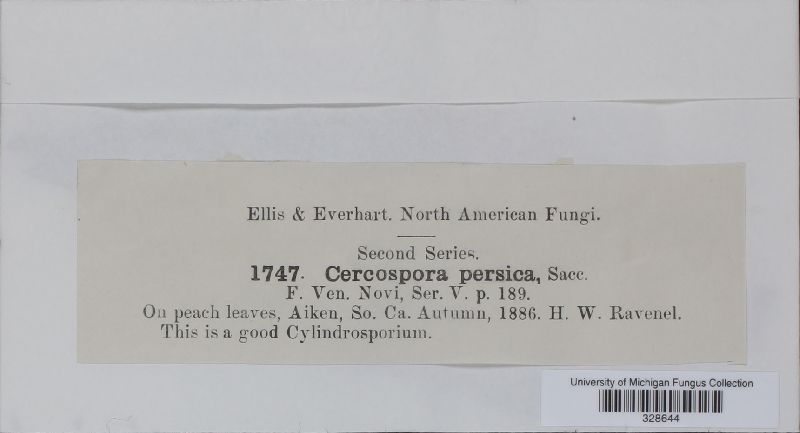 Ellis & Everhart. North American Fungi.
Second Series.
1747. Cercospora persica, Sacc.
F. Ven. Novi, Ser. V. p. 189.
On peach leaves, Aiken, So. Ca. Autumn, 1886. H. W. Ravenel.
This is a good Cylindrosporium.
University of Michigan Fungus Collection
328644